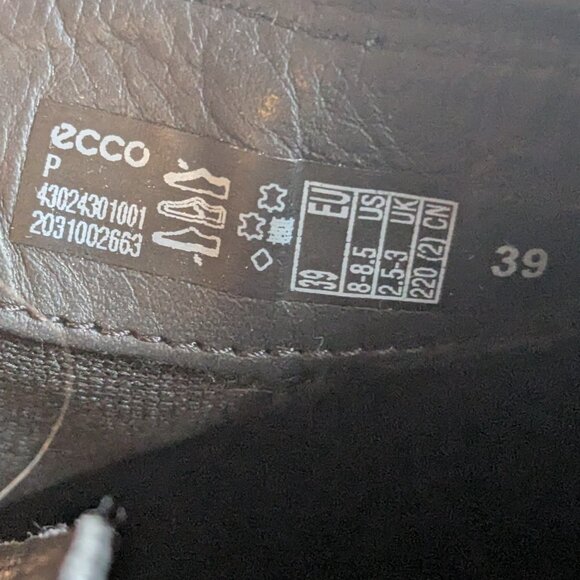 ecco
P
43024301001
2031002663
39 EU
8-8.5 US
2.5-3 UK
220 (2) CN
39